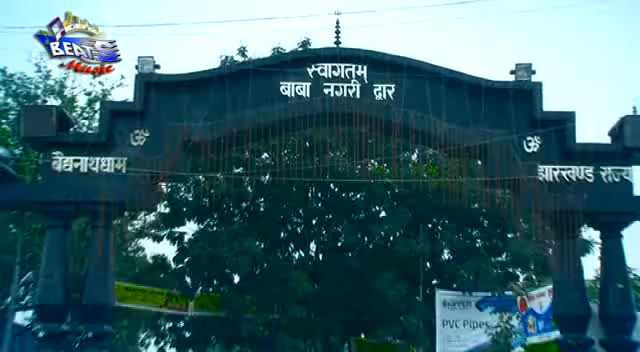 BEATS
Music
स्वागतम्
बाबा नगरी द्वार
ॐ
ॐ
बैद्यनाथधाम
झारखण्ड राज्य
PVC Pipes